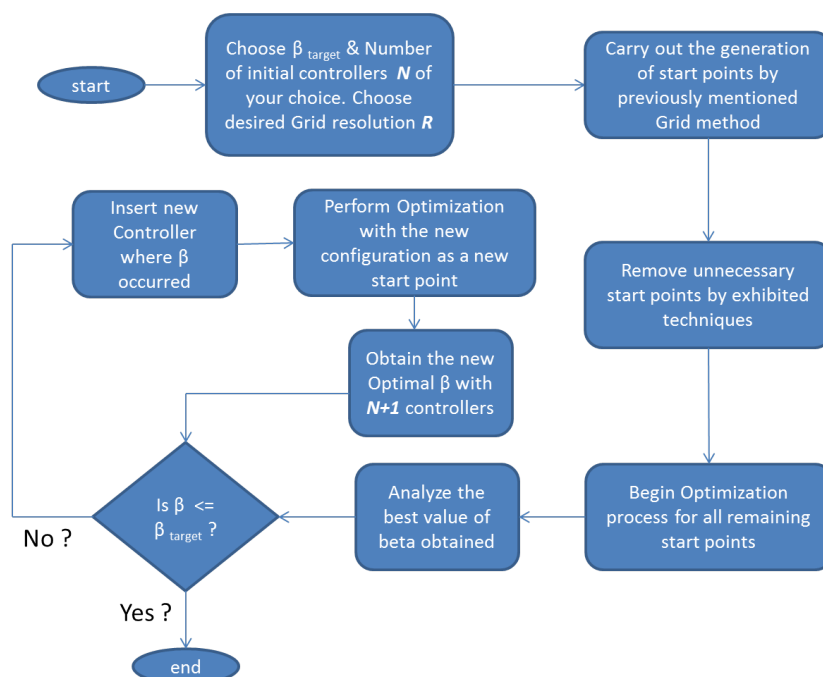 start
Choose β target & Number
of initial controllers N of
your choice. Choose
desired Grid resolution R
Carry out the generation
of start points by
previously mentioned
Grid method
Remove unnecessary
start points by exhibited
techniques
Begin Optimization
process for all remaining
start points
Analyze the
best value of
beta obtained
Is β <=
β target ?
No ?
Yes ?
Insert new
Controller
where β
occurred
Perform Optimization
with the new
configuration as a new
start point
Obtain the new
Optimal β with
N+1 controllers
end